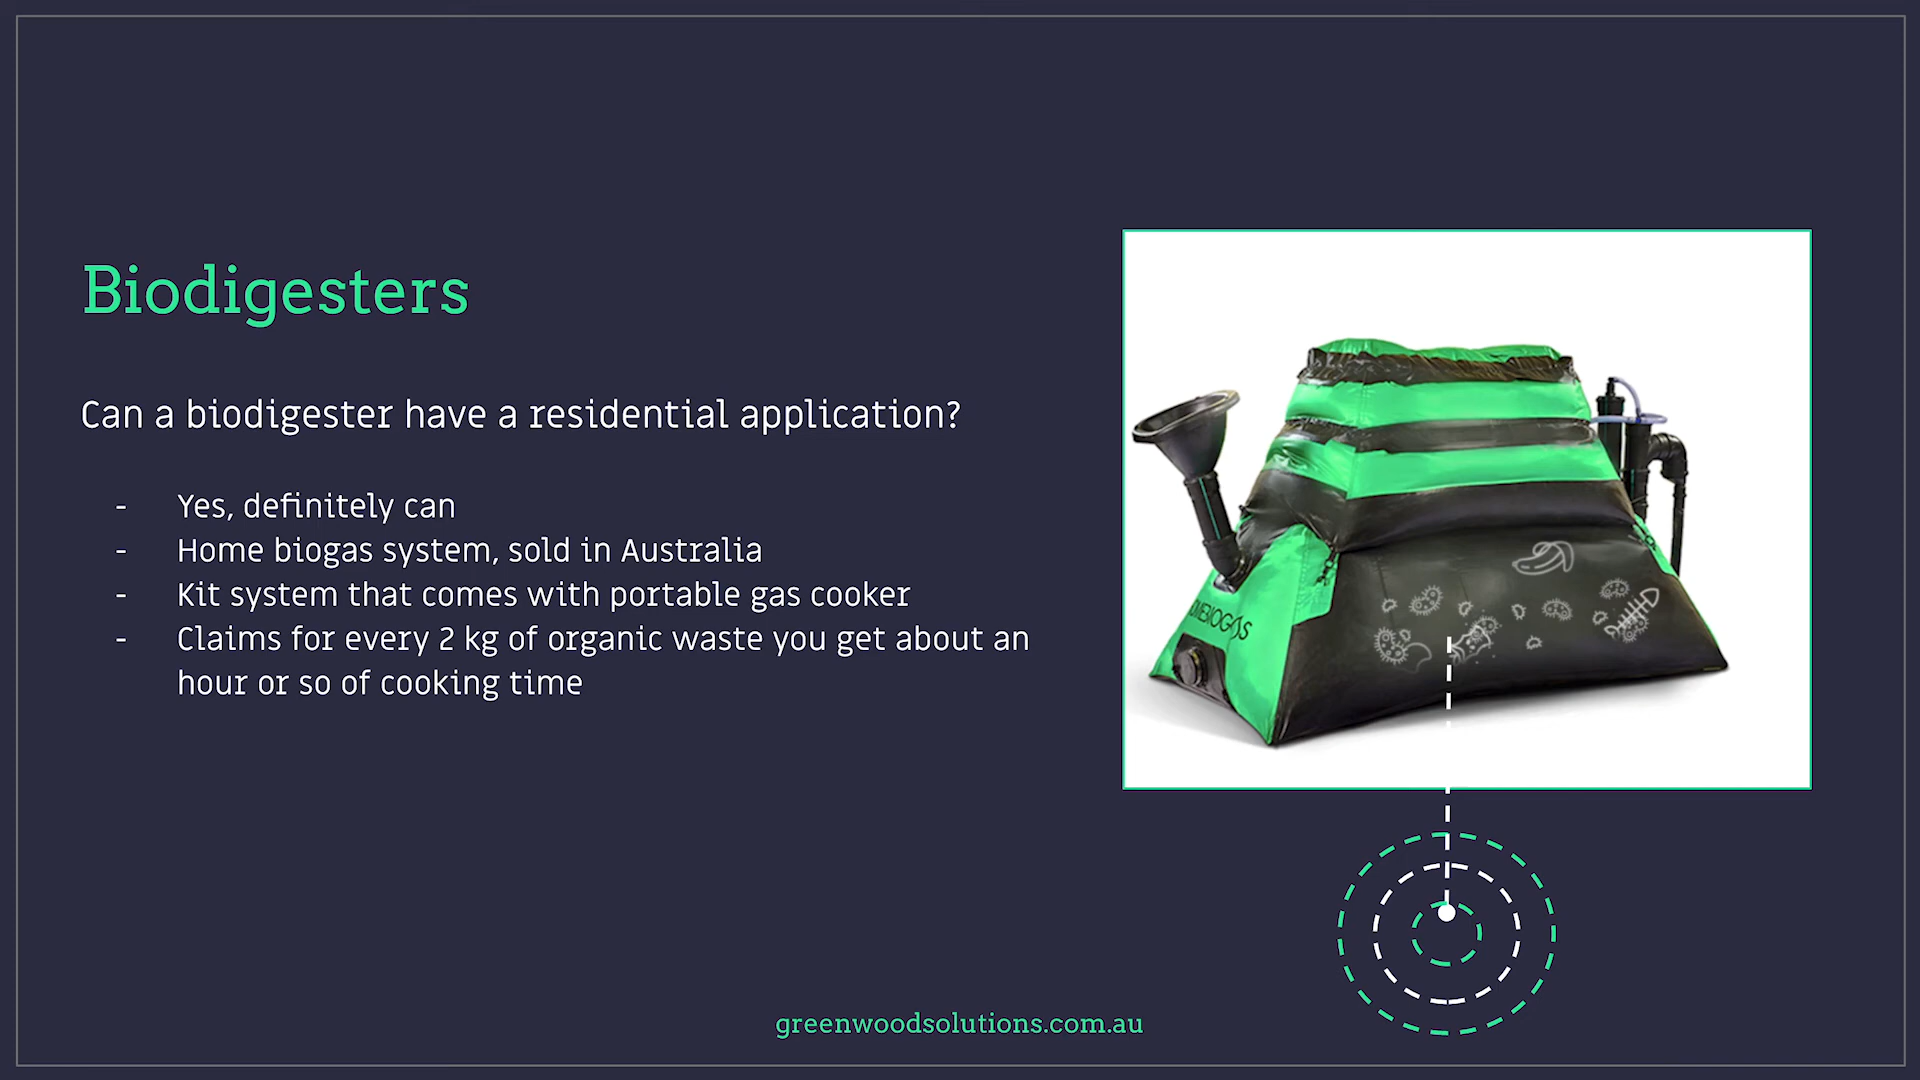 Biodigesters
Can a biodigester have a residential application?
- Yes, definitely can
- Home biogas system, sold in Australia
- Kit system that comes with portable gas cooker
- Claims for every 2 kg of organic waste you get about an
hour or so of cooking time
OMEBIOGAS
greenwoodsolutions.com.au